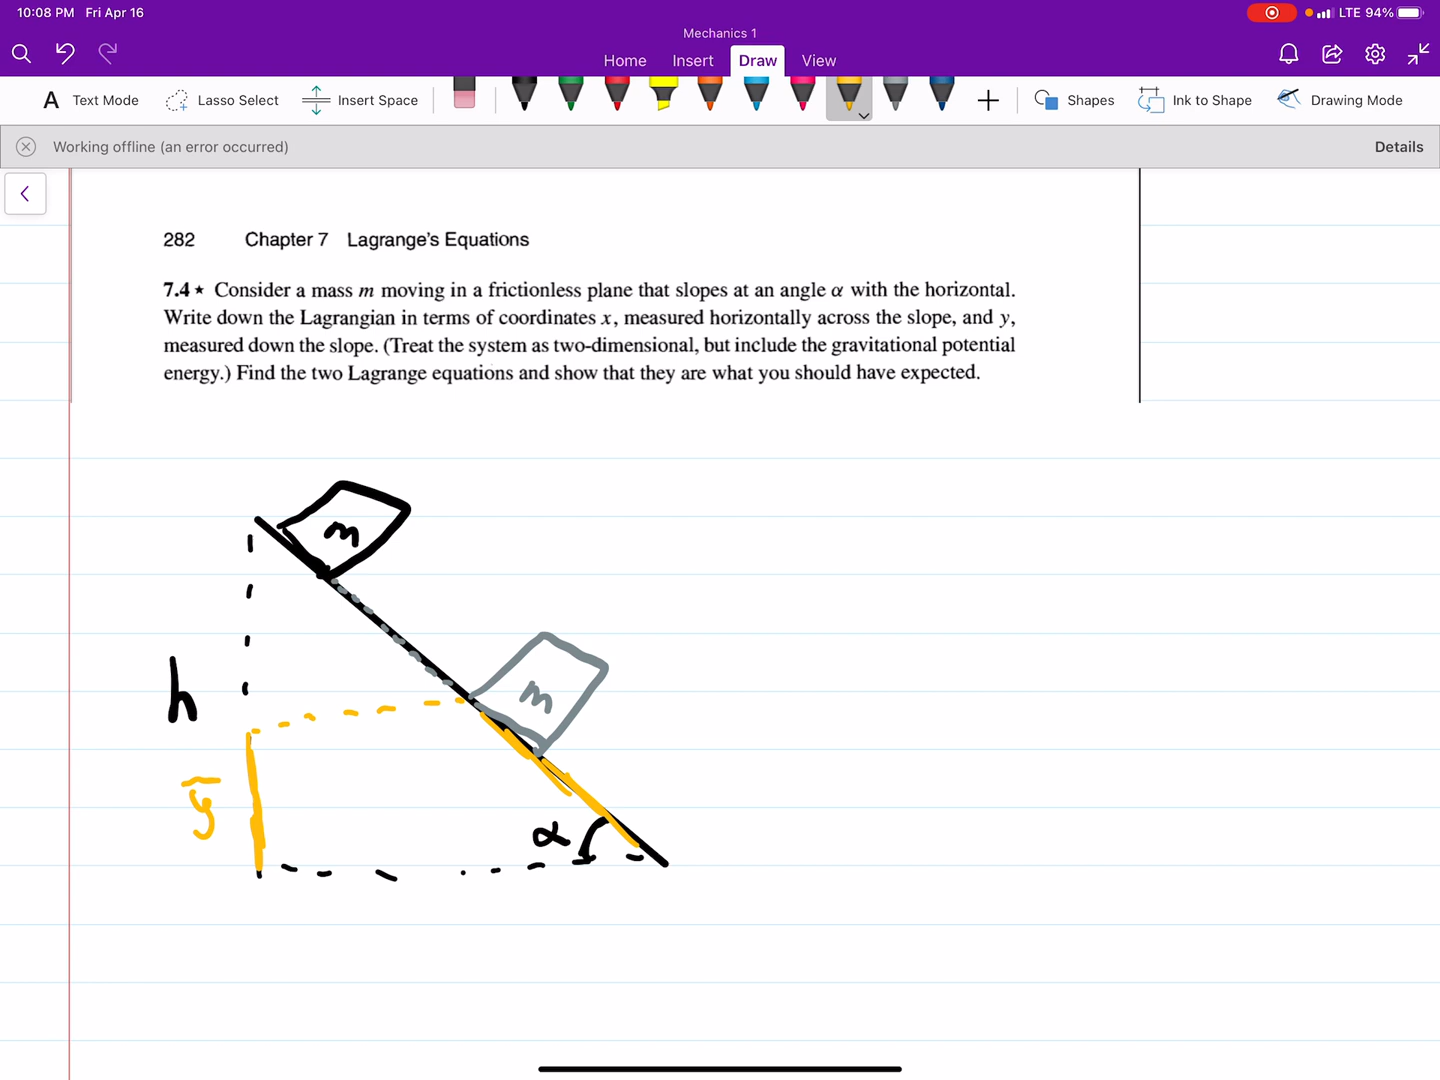 10:08 PM Fri Apr 16
LTE 94%
Mechanics 1
Home Insert Draw View
A Text Mode Lasso Select Insert Space Shapes Ink to Shape Drawing Mode
Working offline (an error occurred) Details
282 Chapter 7 Lagrange's Equations
7.4 ⋆ Consider a mass m moving in a frictionless plane that slopes at an angle α with the horizontal.
Write down the Lagrangian in terms of coordinates x, measured horizontally across the slope, and y,
measured down the slope. (Treat the system as two-dimensional, but include the gravitational potential
energy.) Find the two Lagrange equations and show that they are what you should have expected.
m
h
m
ȳ
α